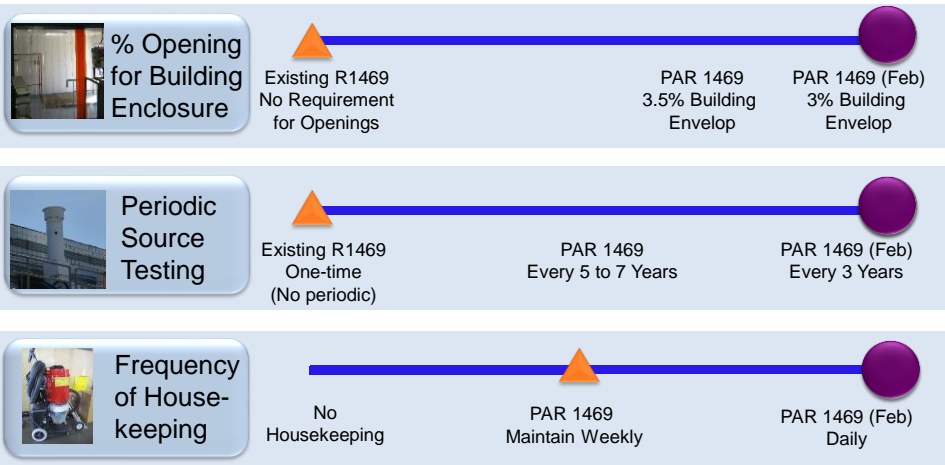 % Opening
for Building
Enclosure
Existing R1469
No Requirement
for Openings
PAR 1469
3.5% Building
Envelop
PAR 1469 (Feb)
3% Building
Envelop
Periodic
Source
Testing
Existing R1469
One-time
(No periodic)
PAR 1469
Every 5 to 7 Years
PAR 1469 (Feb)
Every 3 Years
Frequency
of House-
keeping
No
Housekeeping
PAR 1469
Maintain Weekly
PAR 1469 (Feb)
Daily